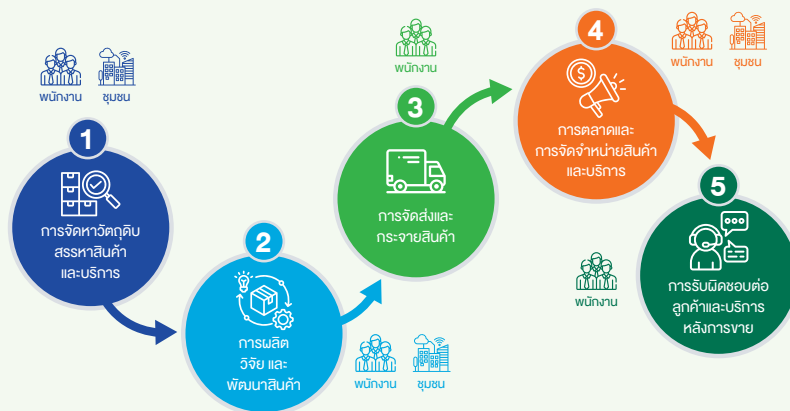 พนักงาน ชุมชน
1
การจัดหาวัตถุดิบ
สรรหาสินค้า
และบริการ
2
การผลิต
วิจัย และ
พัฒนาสินค้า
พนักงาน ชุมชน
พนักงาน
3
การจัดส่งและ
กระจายสินค้า
4
การตลาดและ
การจัดจำหน่ายสินค้า
และบริการ
พนักงาน ชุมชน
5
การรับผิดชอบต่อ
ลูกค้าและบริการ
หลังการขาย
พนักงาน